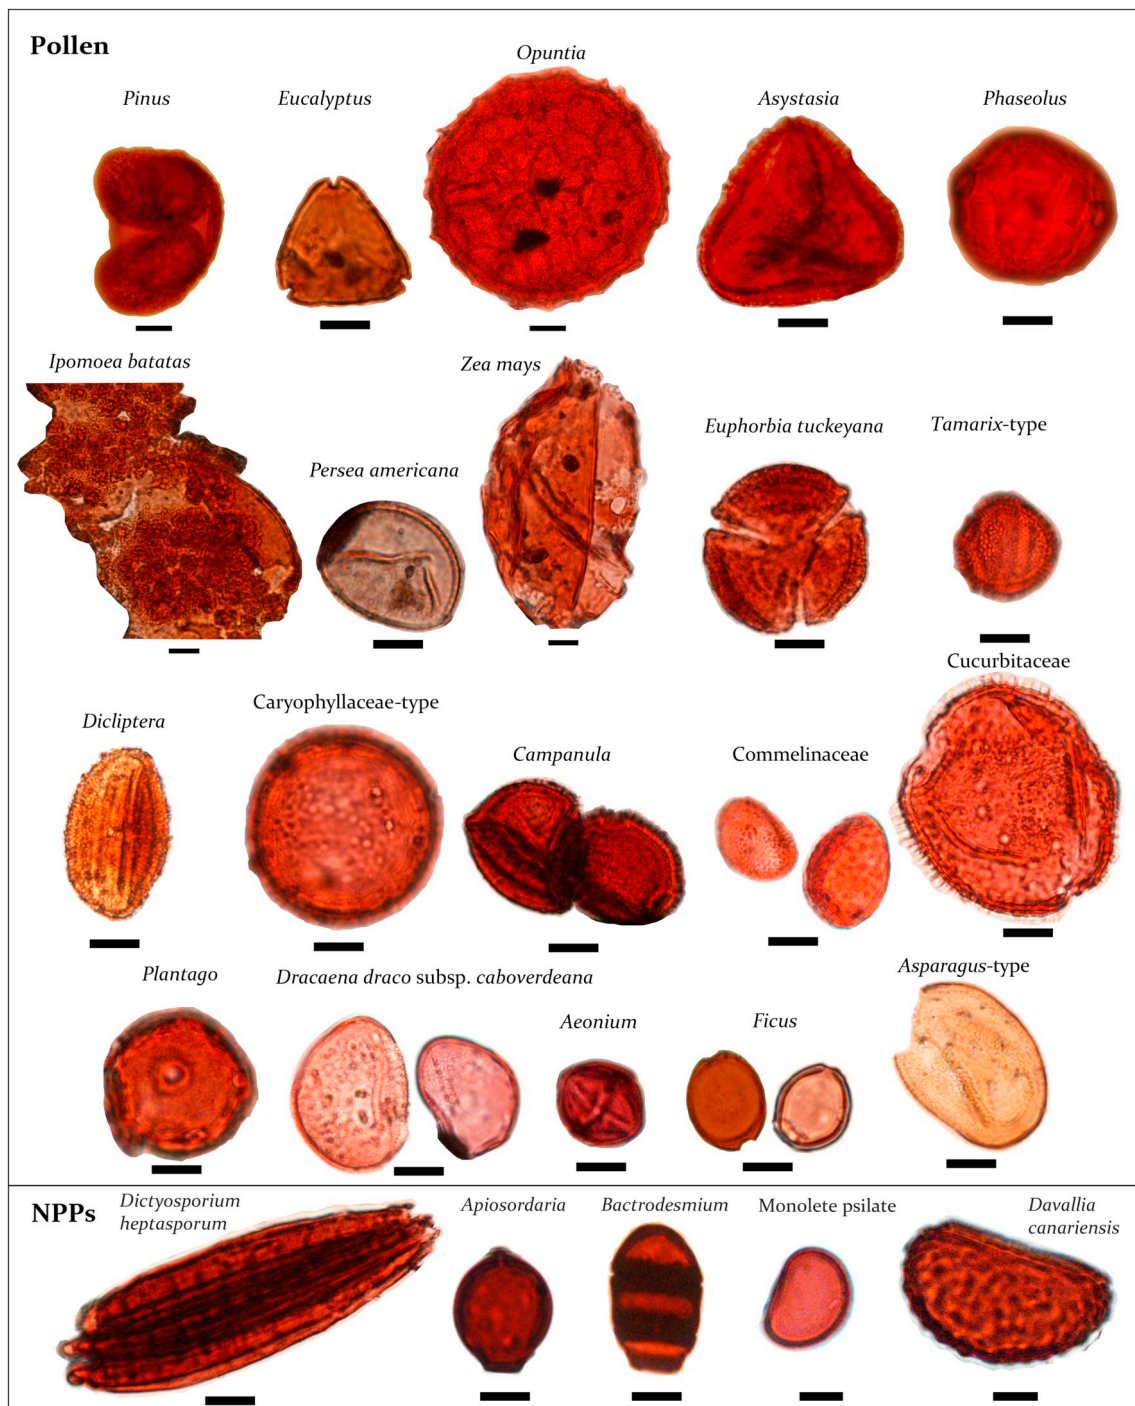 Pollen
Opuntia
Pinus
Eucalyptus
Asystasia
Phaseolus
Ipomoea batatas
Zea mays
Euphorbia tuckeyana
Tamarix-type
Persea americana
Cucurbitaceae
Dicliptera
Caryophyllaceae-type
Campanula
Commelinaceae
Plantago
Dracaena draco subsp. caboverdeana
Asparagus-type
Aeonium
Ficus
NPPs
Dictyosporium
heptasporum
Apiosordaria
Bactrodesmium
Monolete psilate
Davallia
canariensis